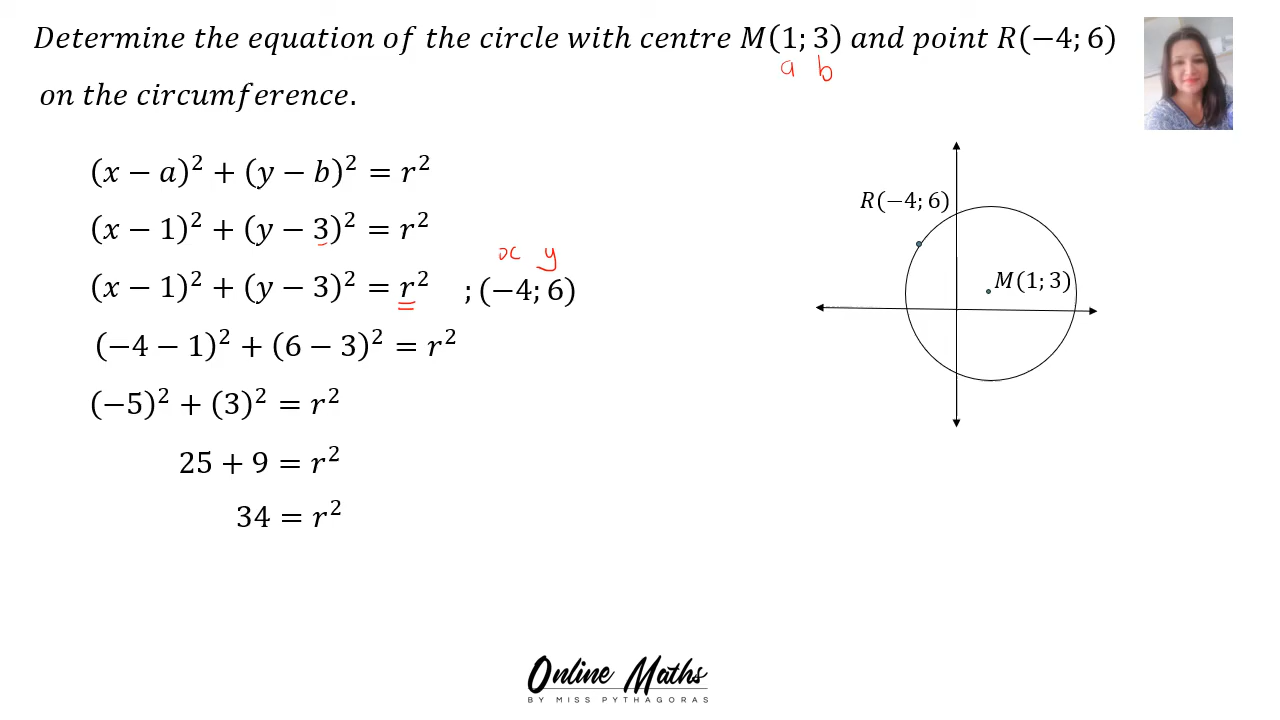 Determine the equation of the circle with centre M(1; 3) and point R(−4; 6)
a b
on the circumference.
(x − a)² + (y − b)² = r²
(x − 1)² + (y − 3)² = r²
x y
(x − 1)² + (y − 3)² = r² ; (−4; 6)
(−4 − 1)² + (6 − 3)² = r²
(−5)² + (3)² = r²
25 + 9 = r²
34 = r²
R(−4; 6)
M(1; 3)
Online Maths
BY MISS PYTHAGORAS